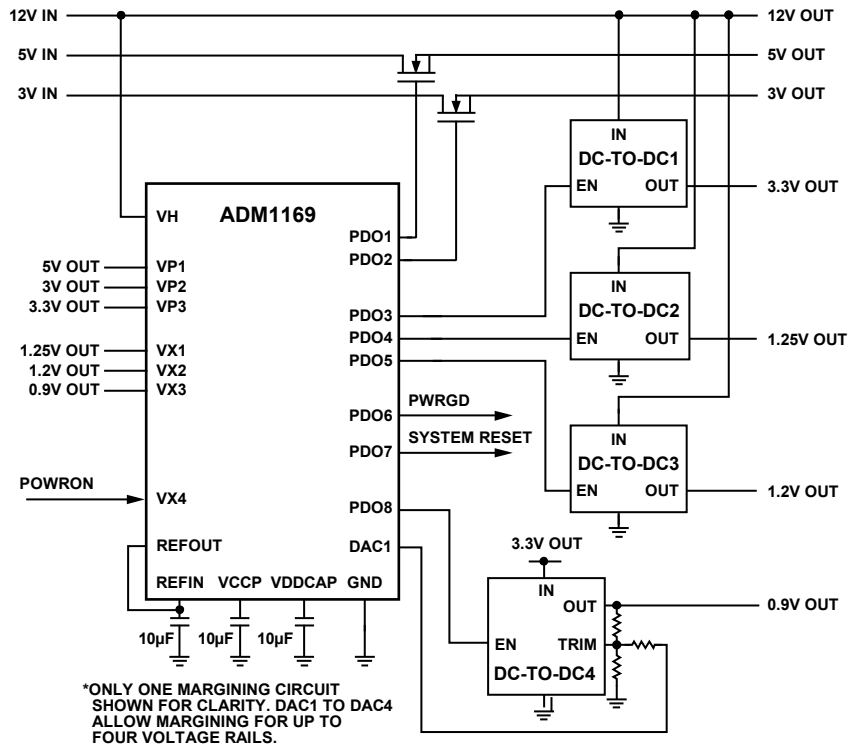 12V IN
12V OUT
5V IN
5V OUT
3V IN
3V OUT
IN
DC-TO-DC1
EN OUT
3.3V OUT
ADM1169
VH
PDO1
PDO2
5V OUT VP1
3V OUT VP2
3.3V OUT VP3
IN
DC-TO-DC2
EN OUT
1.25V OUT
PDO3
PDO4
PDO5
1.25V OUT VX1
1.2V OUT VX2
0.9V OUT VX3
PDO6
PWRGD
PDO7
SYSTEM RESET
IN
DC-TO-DC3
EN OUT
1.2V OUT
POWRON
VX4
PDO8
REFOUT
DAC1
REFIN VCCP VDDCAP GND
10µF 10µF 10µF
3.3V OUT
IN
OUT
0.9V OUT
EN TRIM
DC-TO-DC4
*ONLY ONE MARGINING CIRCUIT
SHOWN FOR CLARITY. DAC1 TO DAC4
ALLOW MARGINING FOR UP TO
FOUR VOLTAGE RAILS.